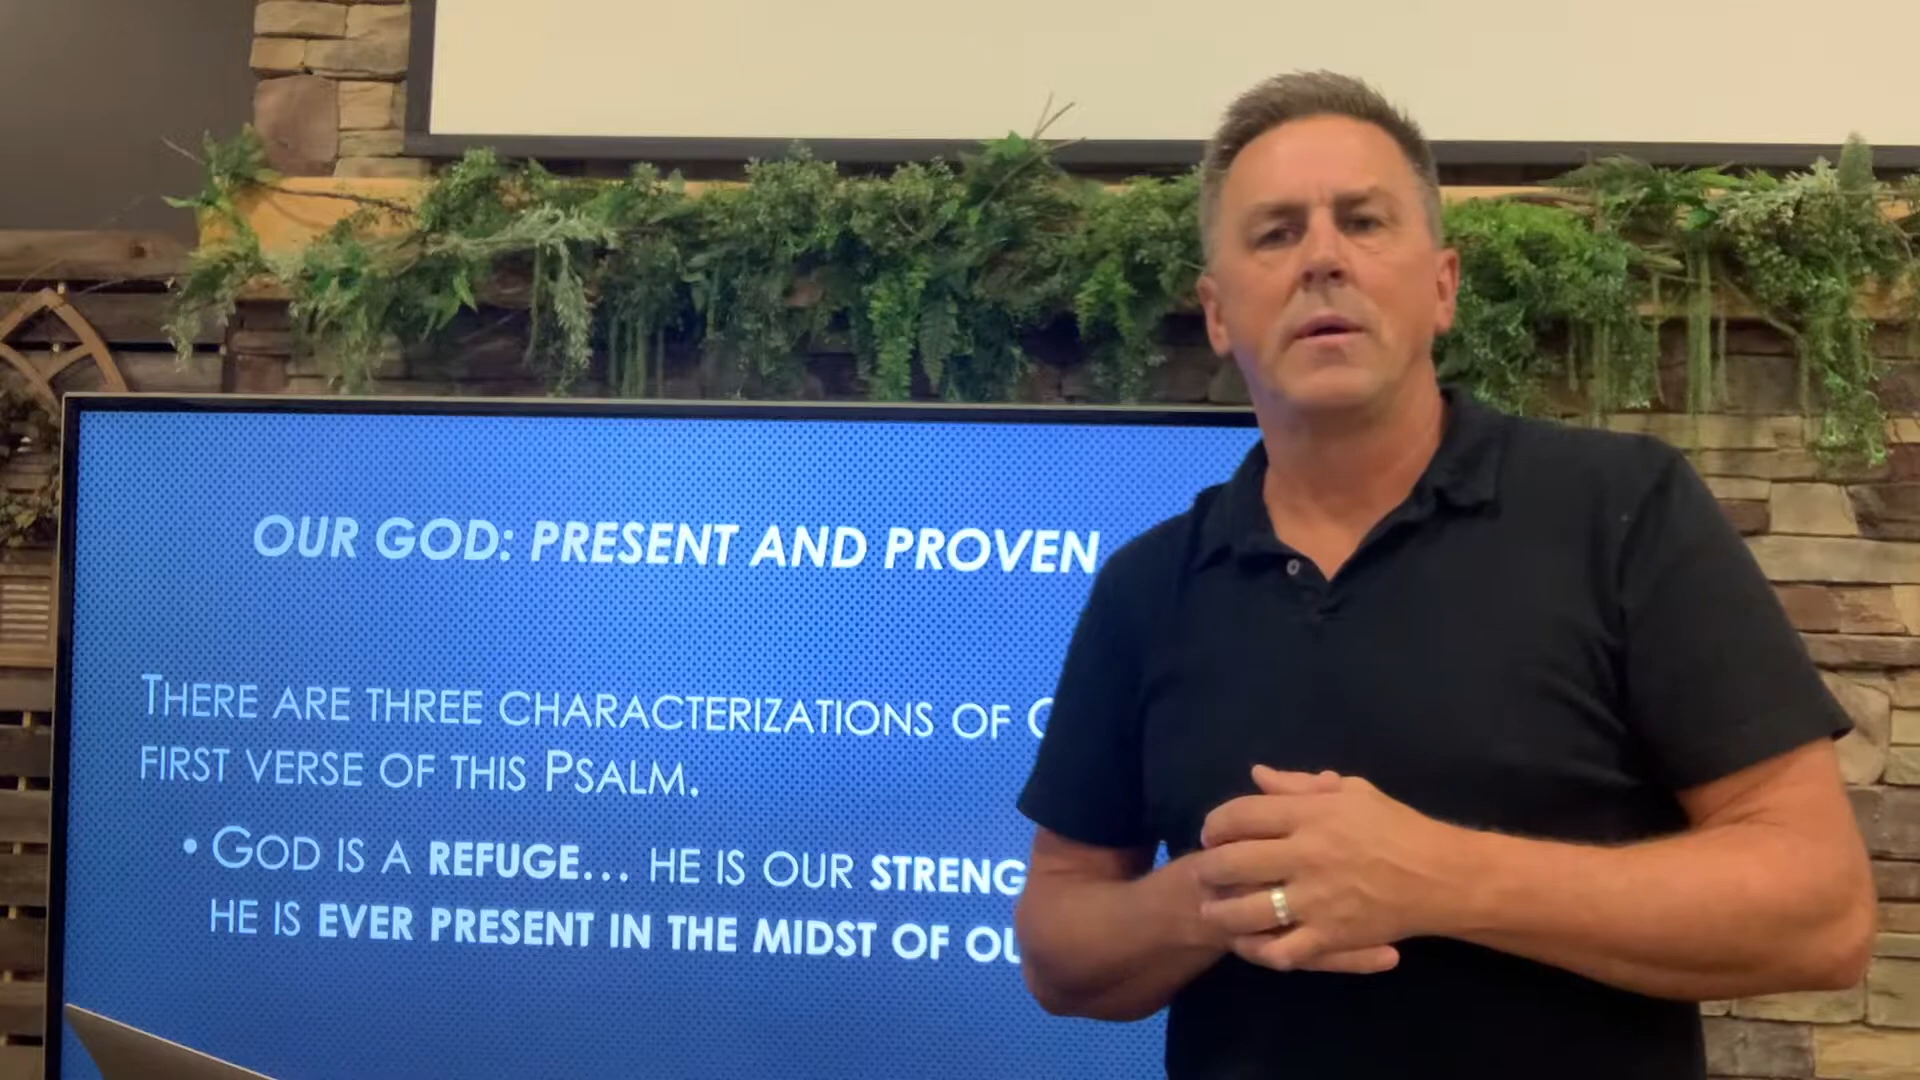 OUR GOD: PRESENT AND PROVEN
THERE ARE THREE CHARACTERIZATIONS OF
FIRST VERSE OF THIS PSALM.
• GOD IS A REFUGE... HE IS OUR
HE IS EVER PRESENT IN THE MIDST OF